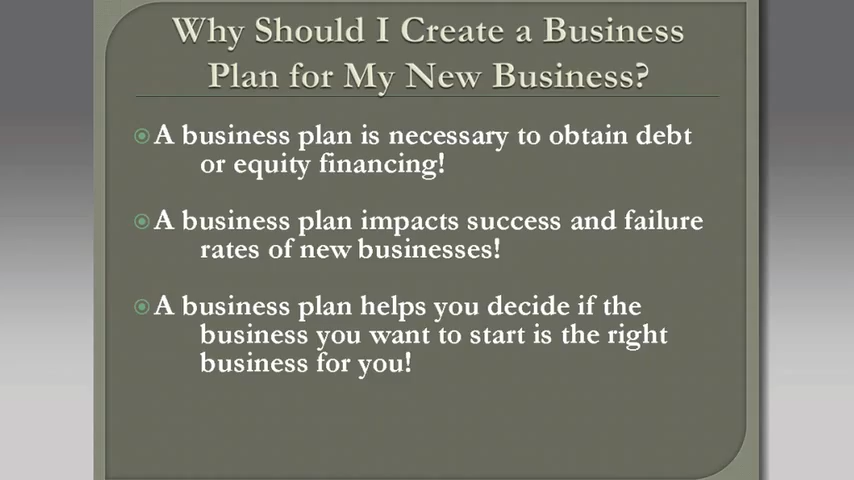 Why Should I Create a Business
Plan for My New Business?
A business plan is necessary to obtain debt
or equity financing!
A business plan impacts success and failure
rates of new businesses!
A business plan helps you decide if the
business you want to start is the right
business for you!